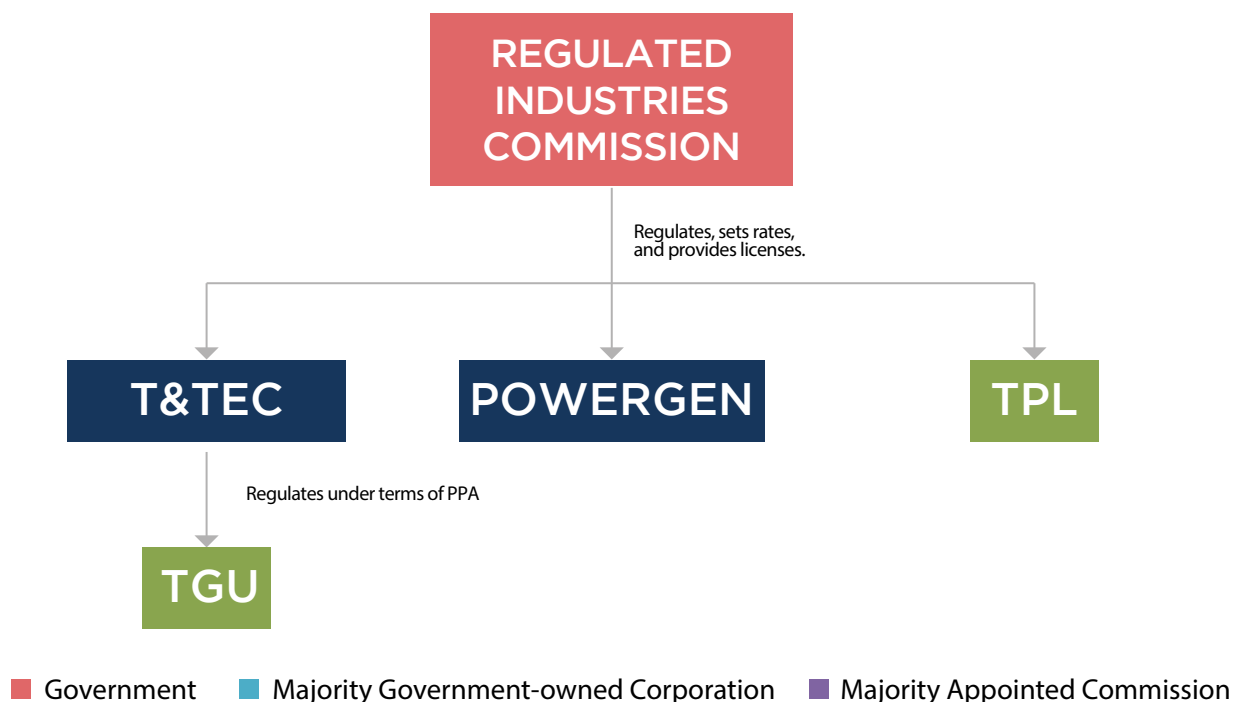 REGULATED
INDUSTRIES
COMMISSION
Regulates, sets rates,
and provides licenses.
T&TEC
POWERGEN
TPL
Regulates under terms of PPA
TGU
Government
Majority Government-owned Corporation
Majority Appointed Commission